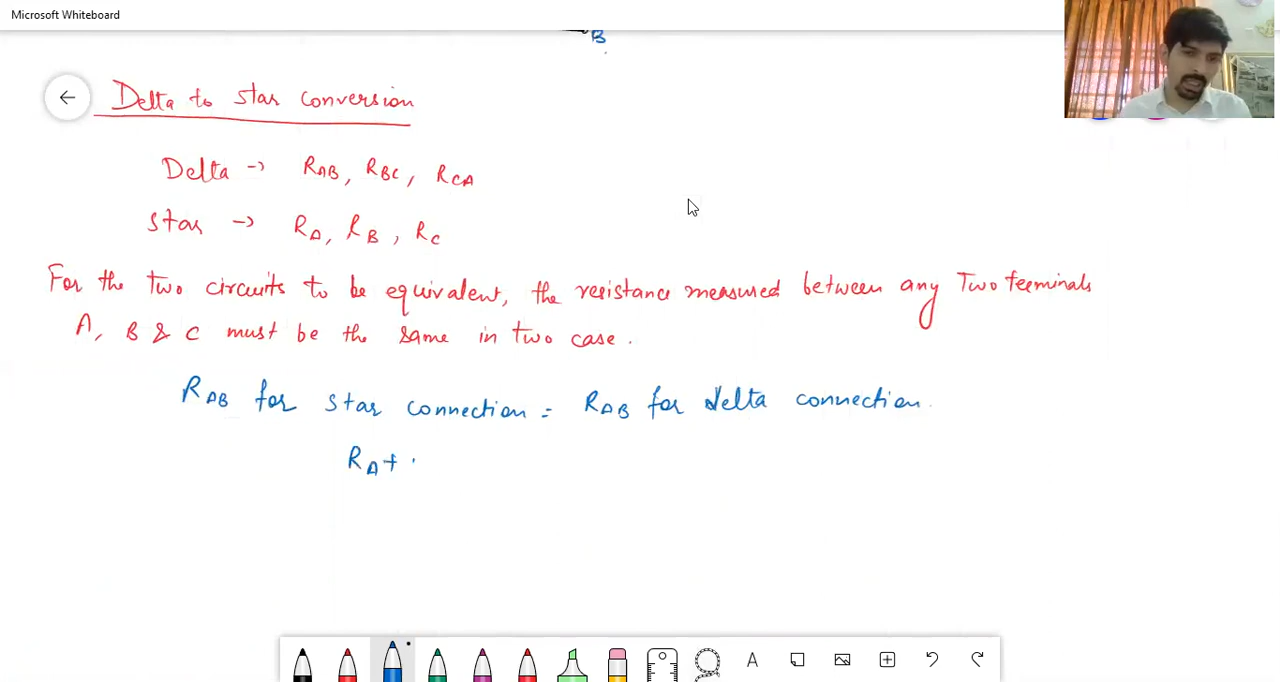 Microsoft Whiteboard
B
Delta to star conversion
Delta → RAB, RBC, RCA
Star → RA, RB, RC
For the two circuits to be equivalent, the resistance measured between any Two terminals
A, B & C must be the same in two case.
RAB for star connection = RAB for delta connection.
RA +
A